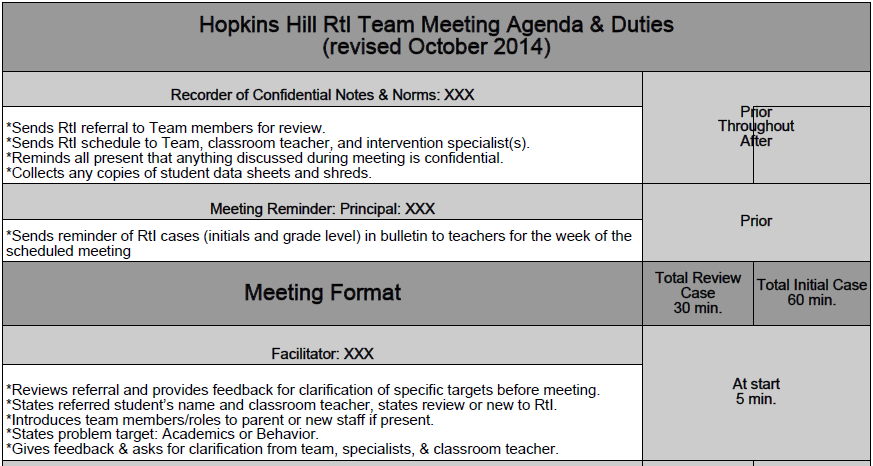 Hopkins Hill RtI Team Meeting Agenda & Duties
(revised October 2014)
Recorder of Confidential Notes & Norms: XXX
Prior
Throughout
After
*Sends RtI referral to Team members for review.
*Sends RtI schedule to Team, classroom teacher, and intervention specialist(s).
*Reminds all present that anything discussed during meeting is confidential.
*Collects any copies of student data sheets and shreds.
Meeting Reminder: Principal: XXX
Prior
*Sends reminder of RtI cases (initials and grade level) in bulletin to teachers for the week of the
scheduled meeting
Meeting Format
Total Review
Case
30 min.
Total Initial Case
60 min.
Facilitator: XXX
At start
5 min.
*Reviews referral and provides feedback for clarification of specific targets before meeting.
*States referred student's name and classroom teacher, states review or new to RtI.
*Introduces team members/roles to parent or new staff if present.
*States problem target: Academics or Behavior.
*Gives feedback & asks for clarification from team, specialists, & classroom teacher.